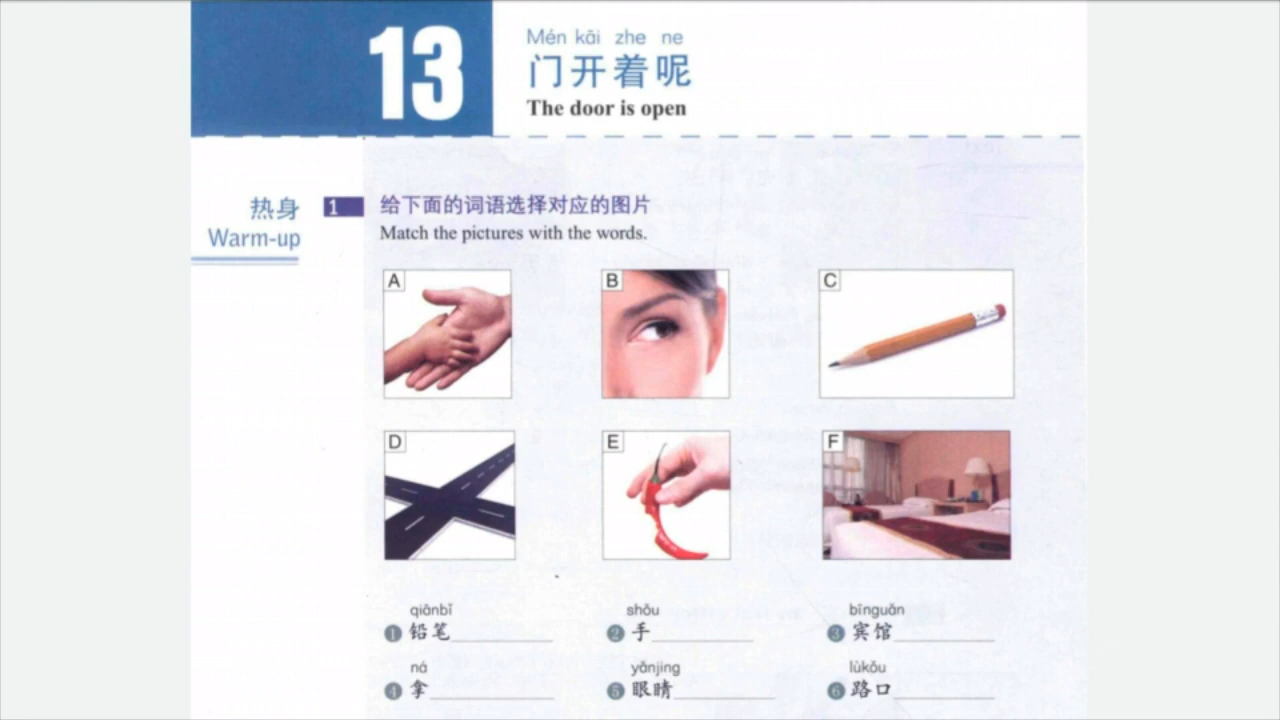 13
Mén kāi zhe ne
门开着呢
The door is open
热身
Warm-up
1 给下面的词语选择对应的图片
Match the pictures with the words.
A B C
D E F
qiānbǐ shǒu bīnguǎn
1 铅笔 2 手 3 宾馆
ná yǎnjing lùkǒu
4 拿 5 眼睛 6 路口